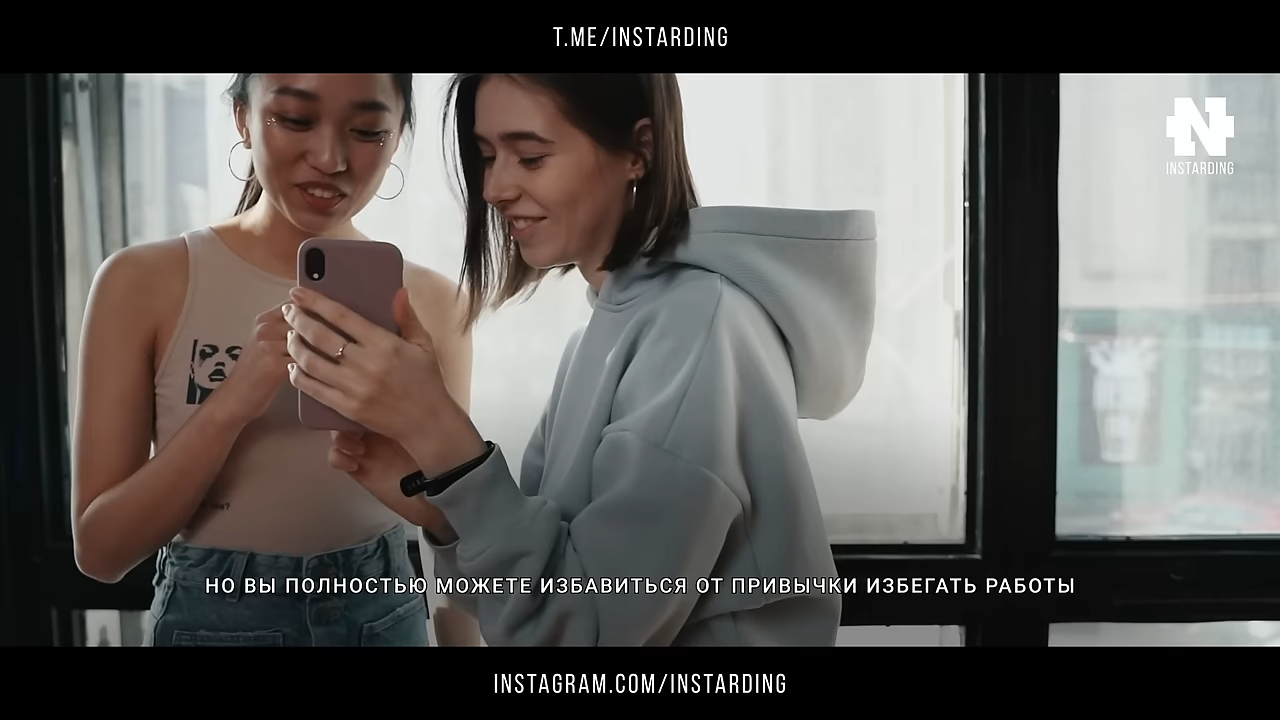 T.ME/INSTARDING
N
INSTARDING
НО ВЫ ПОЛНОСТЬЮ МОЖЕТЕ ИЗБАВИТЬСЯ ОТ ПРИВЫЧКИ ИЗБЕГАТЬ РАБОТЫ
INSTAGRAM.COM/INSTARDING